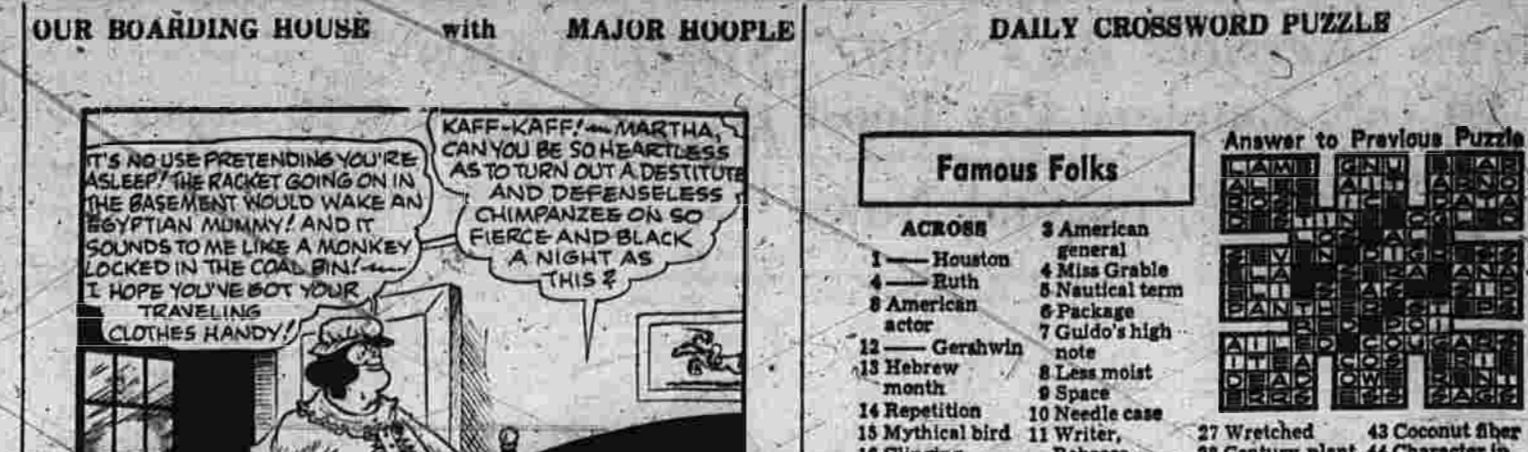 OUR BOARDING HOUSE with MAJOR HOOPLE
IT'S NO USE PRETENDING YOU'RE
ASLEEP! THE RACKET GOING ON IN
THE BASEMENT WOULD WAKE AN
EGYPTIAN MUMMY! AND IT
SOUNDS TO ME LIKE A MONKEY
LOCKED IN THE COAL BIN!
I HOPE YOU'VE GOT YOUR
TRAVELING
CLOTHES HANDY!
KAFF-KAFF! MARTHA,
CAN YOU BE SO HEARTLESS
AS TO TURN OUT A DESTITUTE
AND DEFENSELESS
CHIMPANZEE ON SO
FIERCE AND BLACK
A NIGHT AS
THIS?
DAILY CROSSWORD PUZZLE
Famous Folks
ACROSS
1 —— Houston
4 —— Ruth
8 American
actor
12 —— Gershwin
13 Hebrew
month
14 Repetition
15 Mythical bird
3 American
general
4 Miss Grable
5 Nautical term
6 Package
7 Guido's high
note
8 Less moist
9 Space
10 Needle case
11 Writer,
Answer to Previous Puzzle
LAMB GNU BEAR
27 Wretched
43 Coconut fiber